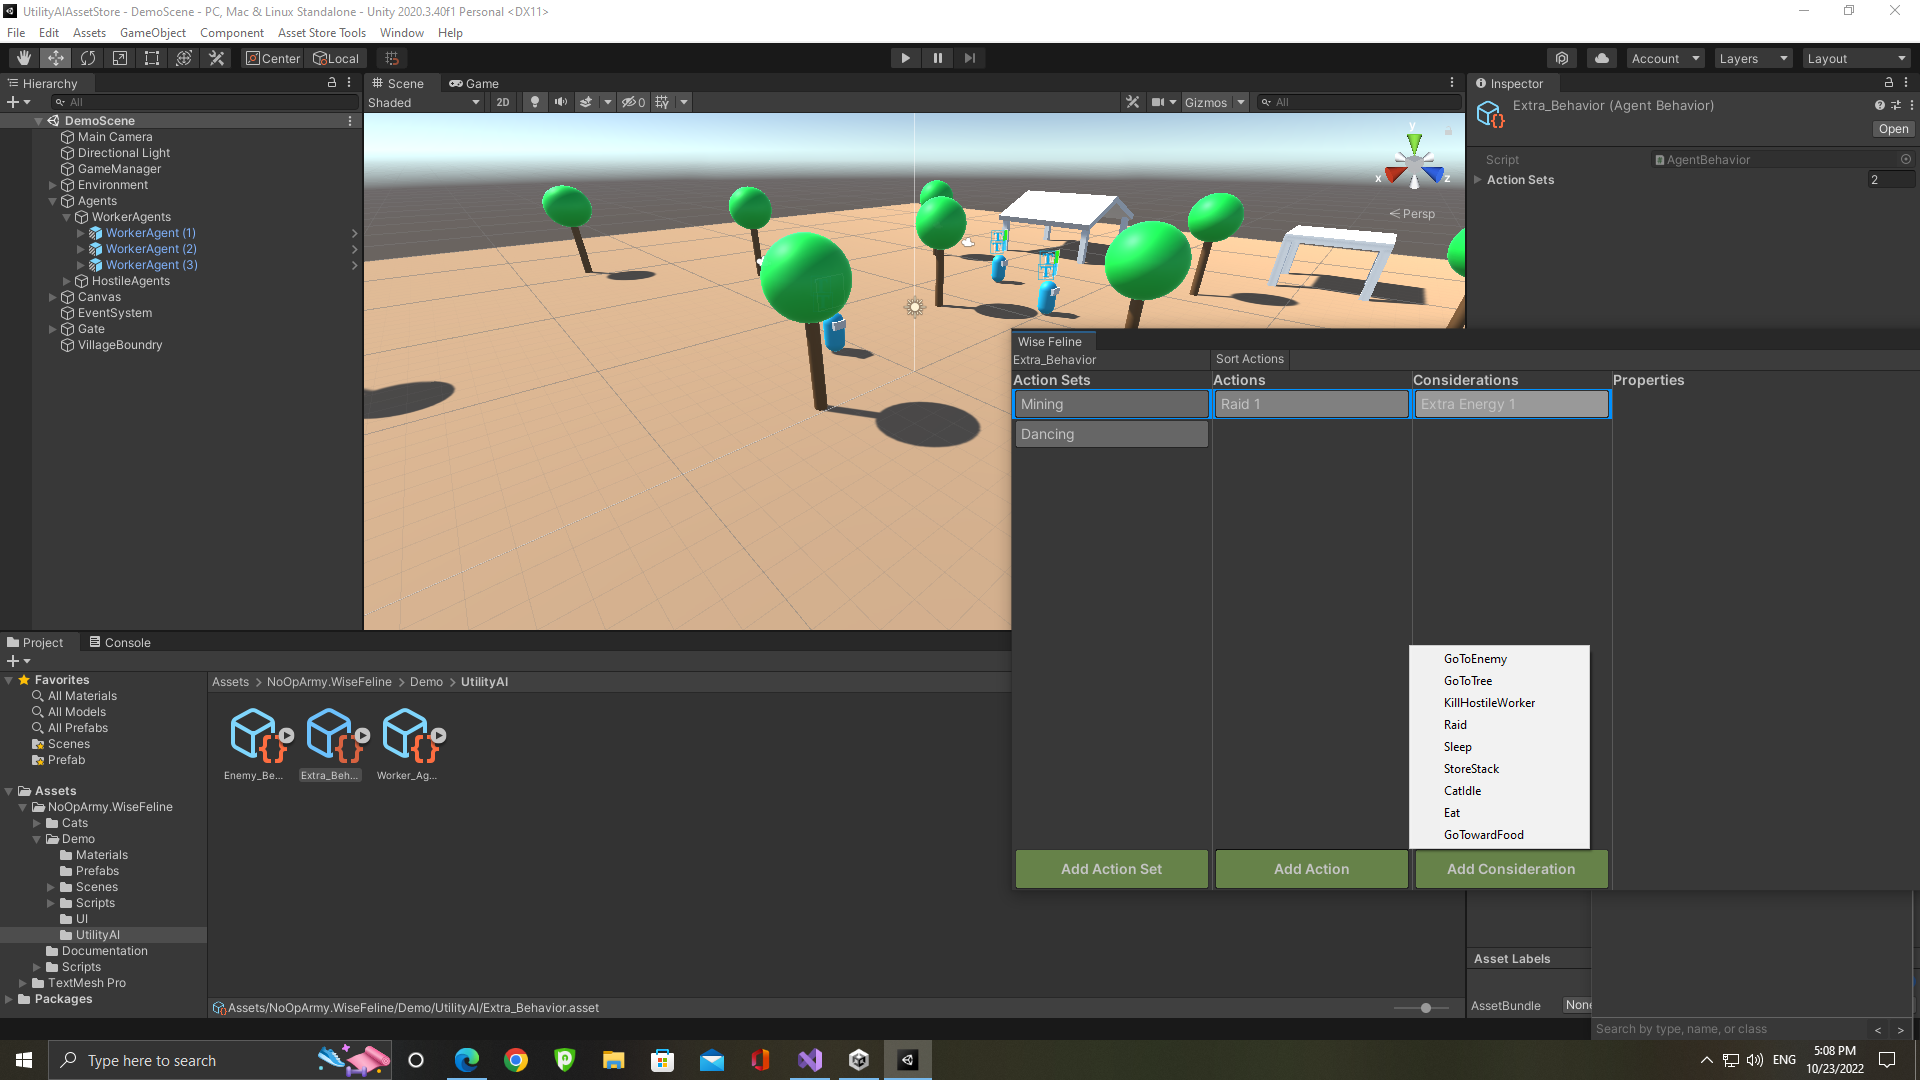 UtilityAIAssetStore - DemoScene - PC, Mac & Linux Standalone - Unity 2020.3.40f1 Personal <DX11>
File Edit Assets GameObject Component Asset Store Tools Window Help
Center Local Account Layers Layout
Hierarchy
All
DemoScene
Main Camera
Directional Light
GameManager
Environment
Agents
WorkerAgents
WorkerAgent (1)
WorkerAgent (2)
WorkerAgent (3)
HostileAgents
Canvas
EventSystem
Gate
VillageBoundry
Scene Game
Shaded 2D 0 Gizmos All
y
x z
Persp
Inspector
Extra_Behavior (Agent Behavior)
Open
Script AgentBehavior
Action Sets 2
Wise Feline
Extra_Behavior Sort Actions
Action Sets Actions Considerations Properties
Mining Raid 1 Extra Energy 1
Dancing
GoToEnemy
GoToTree
KillHostileWorker
Raid
Sleep
StoreStack
CatIdle
Eat
GoTowardFood
Add Action Set Add Action Add Consideration
Project Console
Favorites
All Materials
All Models
All Prefabs
Scenes
Prefab
Assets
NoOpArmy.WiseFeline
Cats
Demo
Materials
Prefabs
Scenes
Scripts
UI
UtilityAI
Documentation
Scripts
TextMesh Pro
Packages
Assets > NoOpArmy.WiseFeline > Demo > UtilityAI
Enemy_Be... Extra_Beh... Worker_Ag...
Assets/NoOpArmy.WiseFeline/Demo/UtilityAI/Extra_Behavior.asset
Asset Labels
AssetBundle None
Search by type, name, or class < >
Type here to search
ENG
5:08 PM
10/23/2022